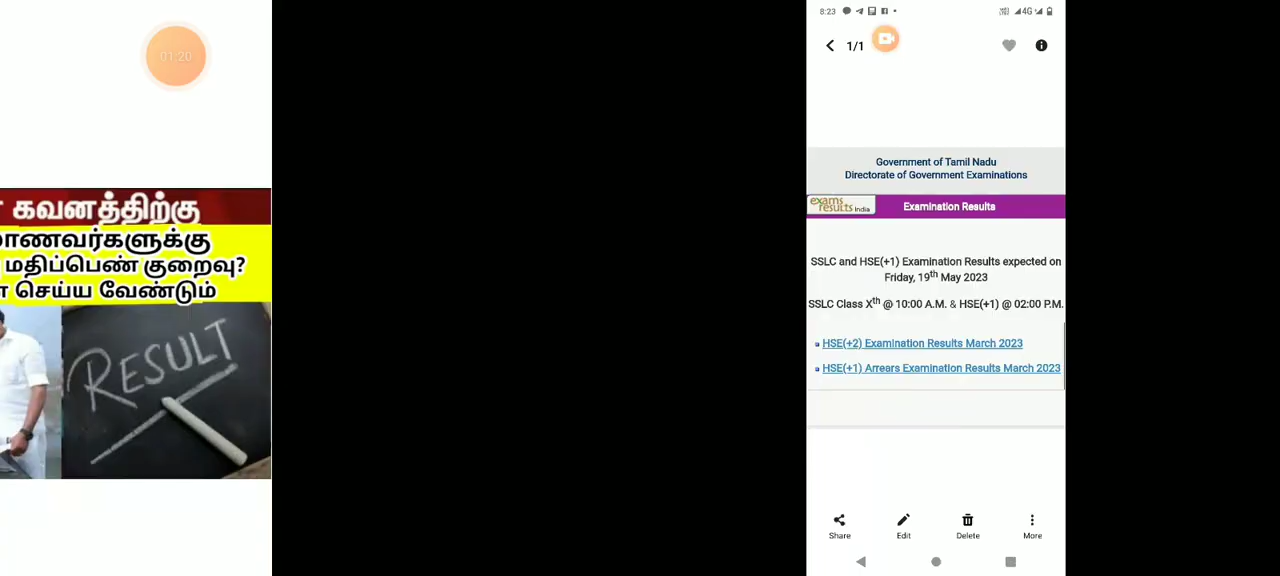 01:20
கவனத்திற்கு
மாணவர்களுக்கு
மதிப்பெண் குறைவு?
செய்ய வேண்டும்
RESULT
8:23
4G
1/1
Government of Tamil Nadu
Directorate of Government Examinations
exams
results India
Examination Results
SSLC and HSE(+1) Examination Results expected on
Friday, 19th May 2023
SSLC Class Xth @ 10:00 A.M. & HSE(+1) @ 02:00 P.M.
HSE(+2) Examination Results March 2023
HSE(+1) Arrears Examination Results March 2023
Share Edit Delete More